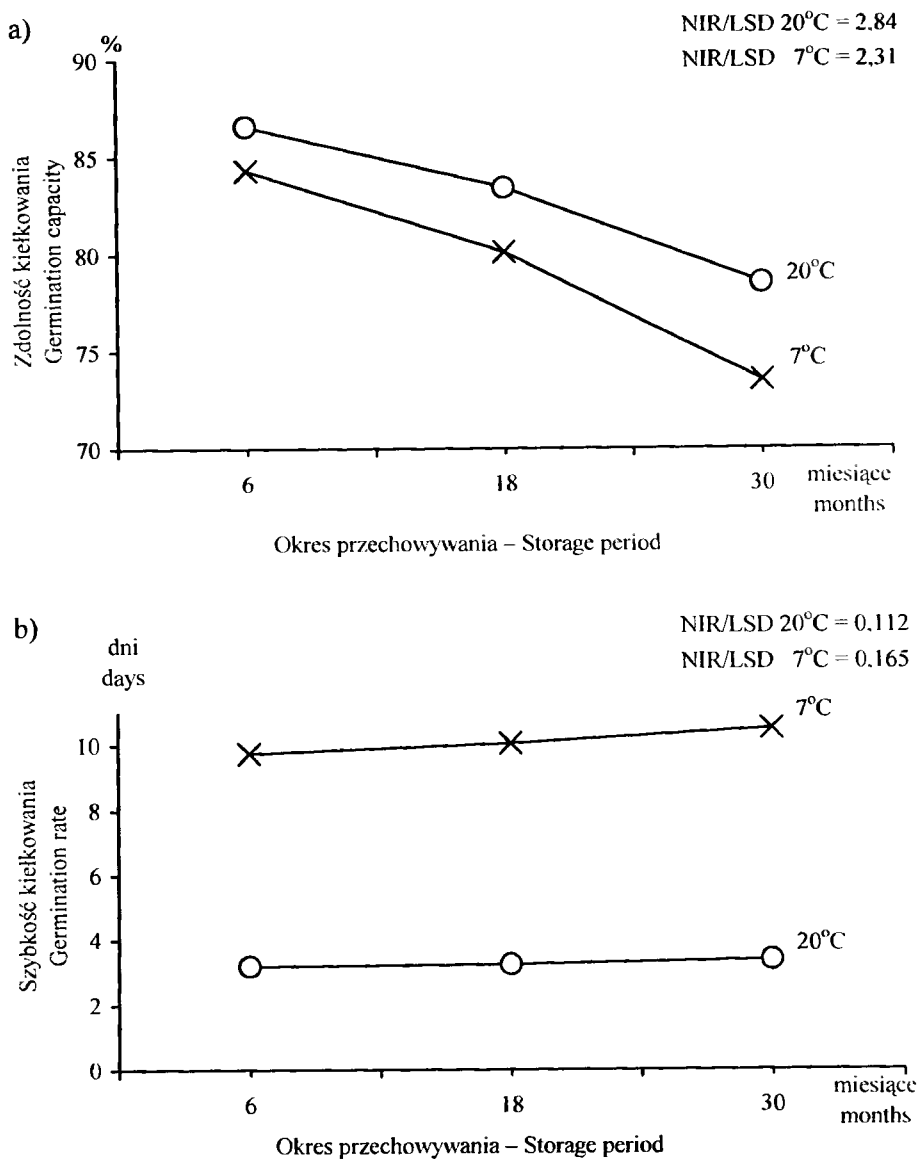 a)
NIR/LSD 20°C = 2,84
NIR/LSD 7°C = 2,31
%
90
85
80
75
70
Zdolność kiełkowania
Germination capacity
20°C
7°C
6
18
30
miesiące
months
Okres przechowywania – Storage period
b)
NIR/LSD 20°C = 0,112
NIR/LSD 7°C = 0,165
dni
days
10
8
6
4
2
0
Szybkość kiełkowania
Germination rate
7°C
20°C
6
18
30
miesiące
months
Okres przechowywania – Storage period